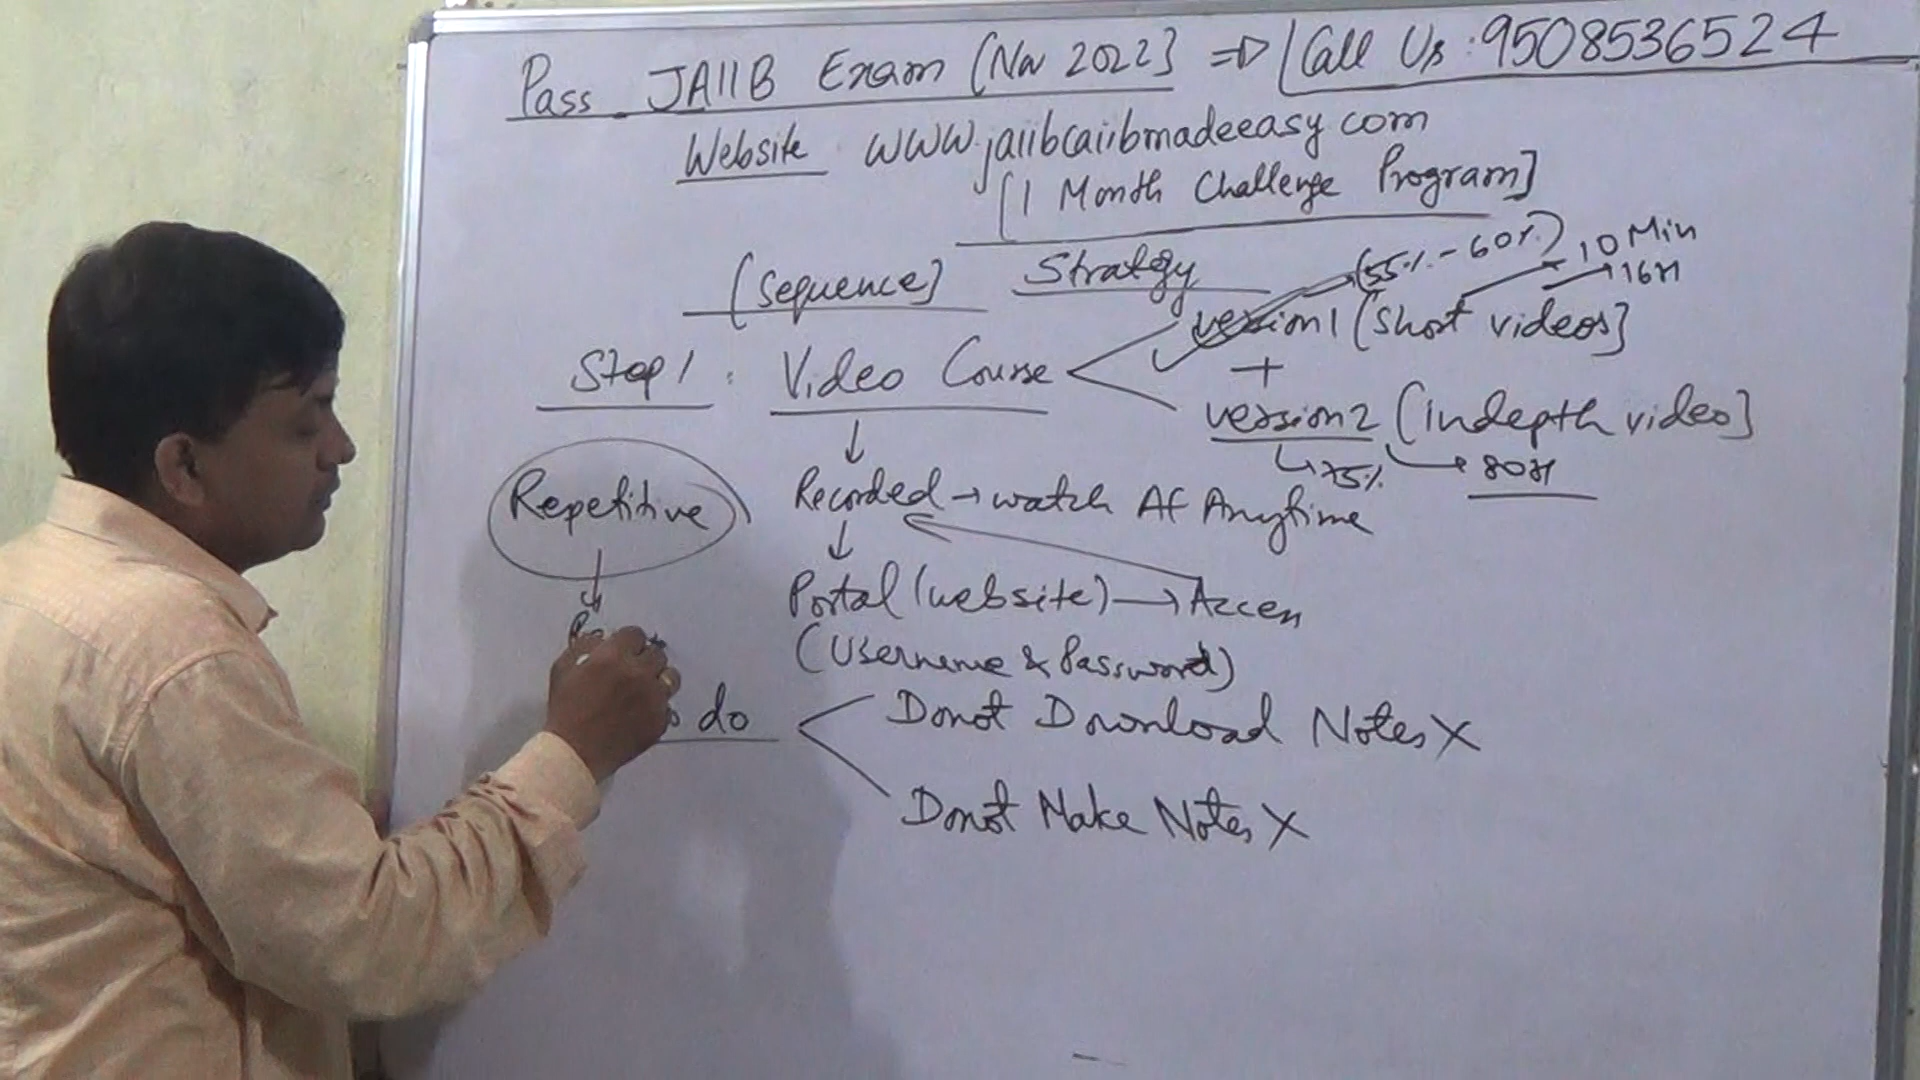 Pass JAIIB Exam (Nov 2022] ⇒ Call Us : 9508536524
Website www.jaiibcaiibmadeeasy com
[1 Month Challenge Program]
(Sequence] Strategy (55%-60%) 10 Min
16H
Step 1 : Video Course version1 (Short videos]
+
version2 (Indepth video]
↳75% → 80H
Repetitive Recorded → watch At Anytime
Portal (website) → Access
(Username & Password)
do Donot Download Notes X
Donot Make Notes X